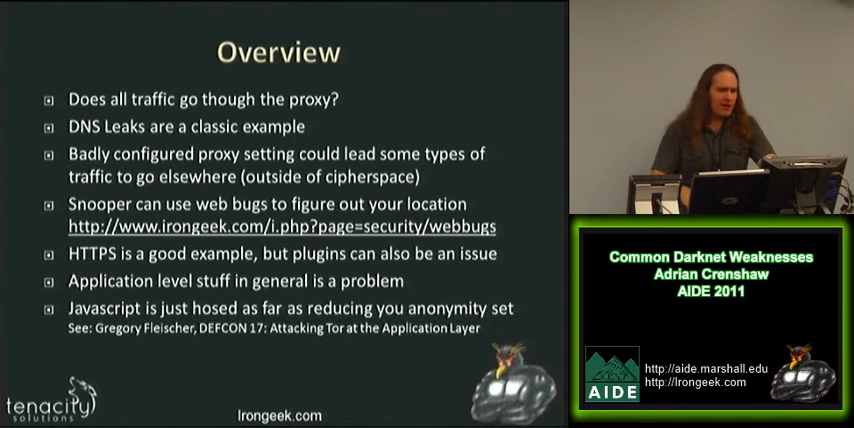 Overview
Does all traffic go though the proxy?
DNS Leaks are a classic example
Badly configured proxy setting could lead some types of
traffic to go elsewhere (outside of cipherspace)
Snooper can use web bugs to figure out your location
http://www.irongeek.com/i.php?page=security/webbugs
HTTPS is a good example, but plugins can also be an issue
Application level stuff in general is a problem
Javascript is just hosed as far as reducing you anonymity set
See: Gregory Fleischer, DEFCON 17: Attacking Tor at the Application Layer
tenacity
solutions
Irongeek.com
Common Darknet Weaknesses
Adrian Crenshaw
AIDE 2011
AIDE
http://aide.marshall.edu
http://Irongeek.com